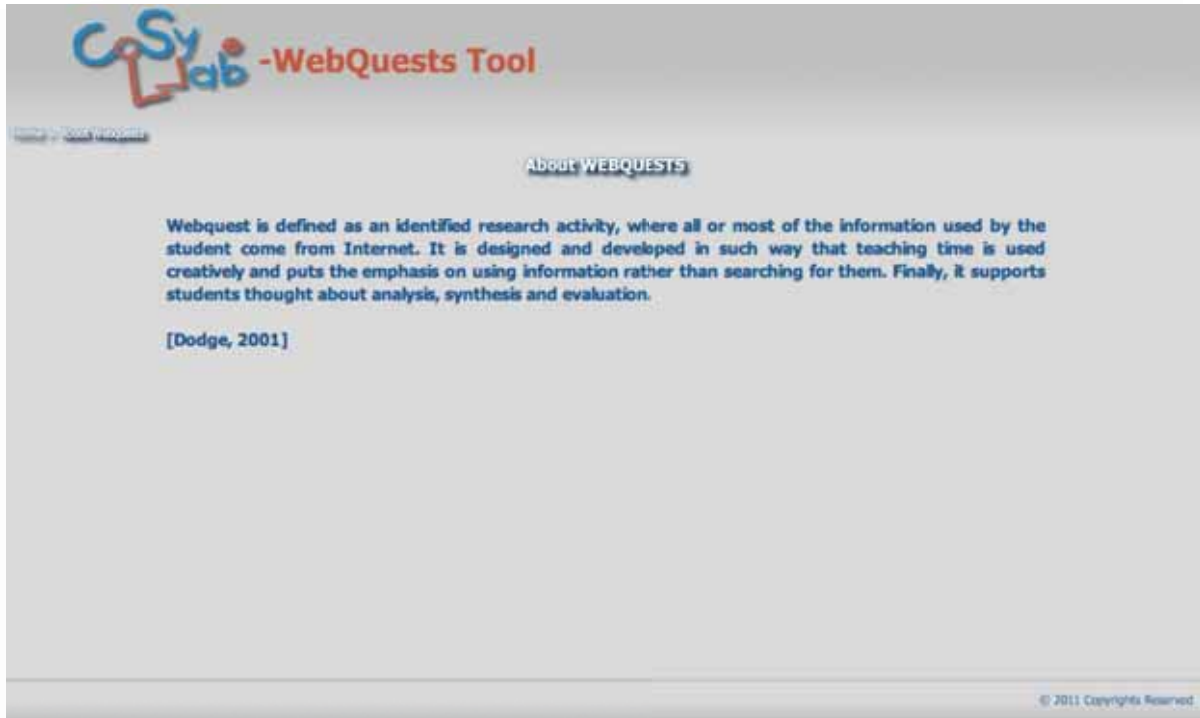 CoSy Lab -WebQuests Tool
Home > About Webquests
About WEBQUESTS
Webquest is defined as an identified research activity, where all or most of the information used by the
student come from Internet. It is designed and developed in such way that teaching time is used
creatively and puts the emphasis on using information rather than searching for them. Finally, it supports
students thought about analysis, synthesis and evaluation.
[Dodge, 2001]
© 2011 Copyrights Reserved